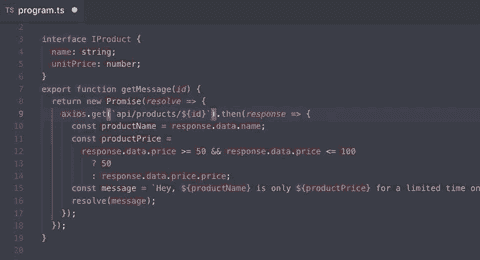 TS program.ts
2
3 interface IProduct {
4 name: string;
5 unitPrice: number;
6 }
7 export function getMessage(id) {
8 return new Promise(resolve => {
9 axios.get(`api/products/${id}`).then(response => {
10 const productName = response.data.name;
11 const productPrice =
12 response.data.price >= 50 && response.data.price <= 100
13 ? 50
14 : response.data.price.price;
15 const message = `Hey, ${productName} is only ${productPrice} for a limited time on
16 resolve(message);
17 });
18 });
19 }
20